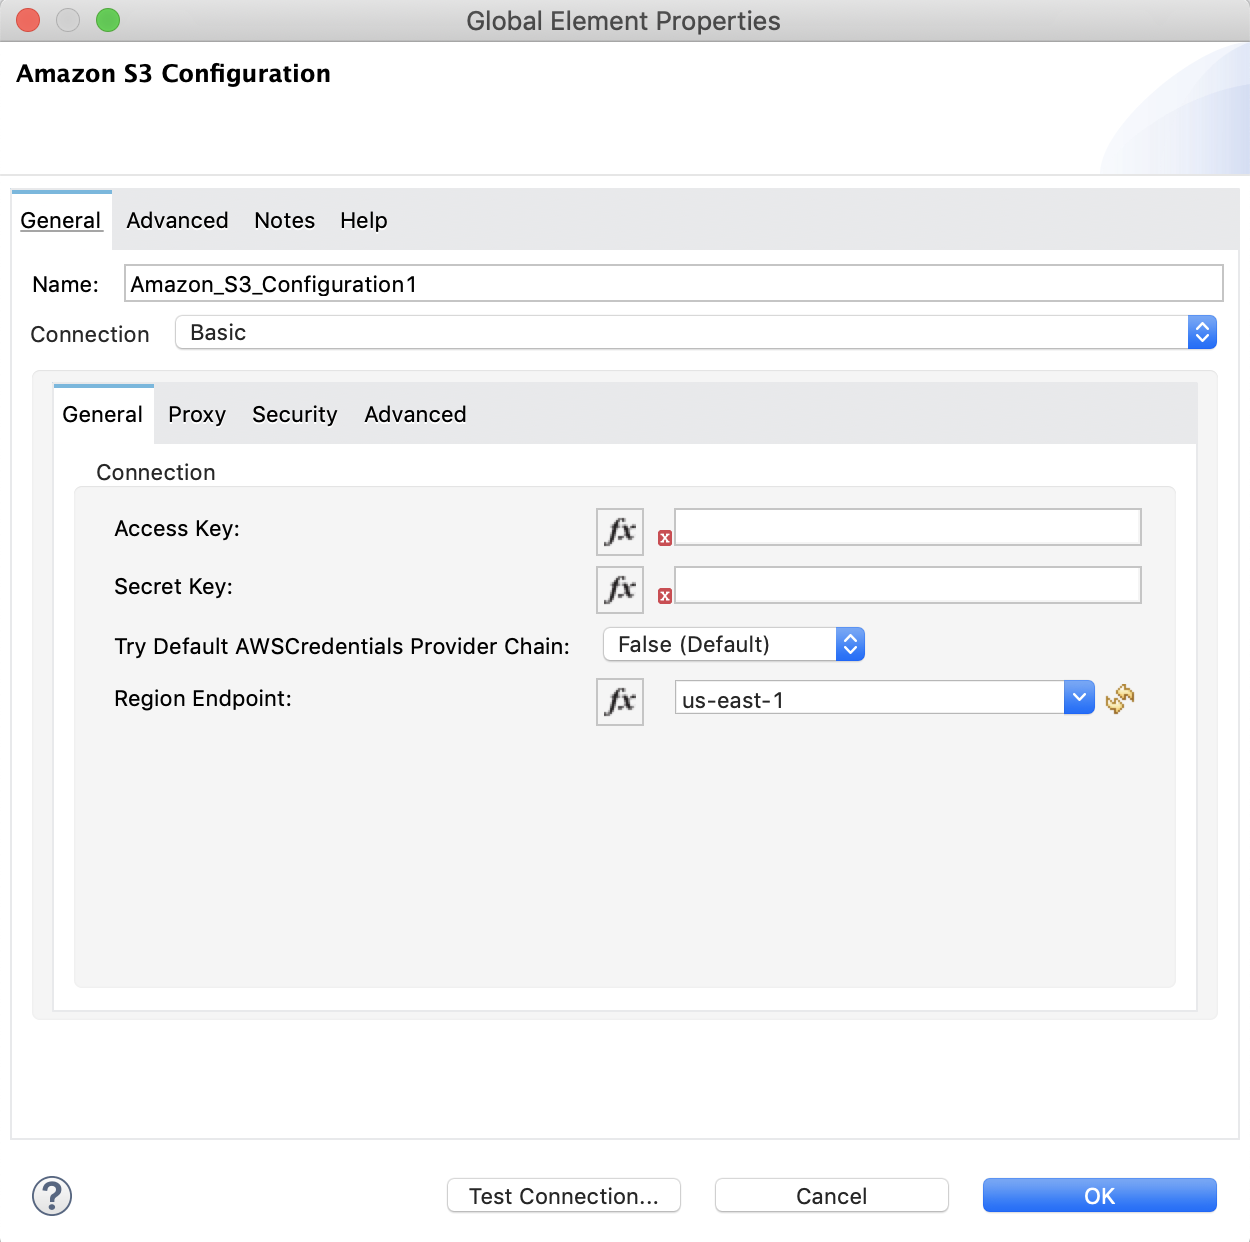 Global Element Properties
Amazon S3 Configuration
General Advanced Notes Help
Name: Amazon_S3_Configuration1
Connection Basic
General Proxy Security Advanced
Connection
Access Key: fx x
Secret Key: fx x
Try Default AWSCredentials Provider Chain: False (Default)
Region Endpoint: fx us-east-1
? Test Connection... Cancel OK